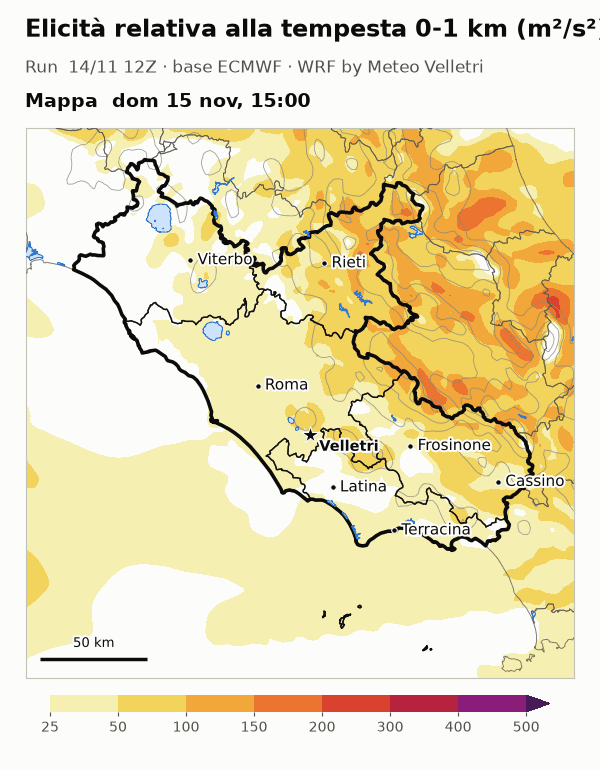 Elicità relativa alla tempesta 0-1 km (m²/s²)
Run 14/11 12Z · base ECMWF · WRF by Meteo Velletri
Mappa dom 15 nov, 15:00
Viterbo
Rieti
Roma
Velletri
Frosinone
Cassino
Latina
Terracina
50 km
25 50 100 150 200 300 400 500